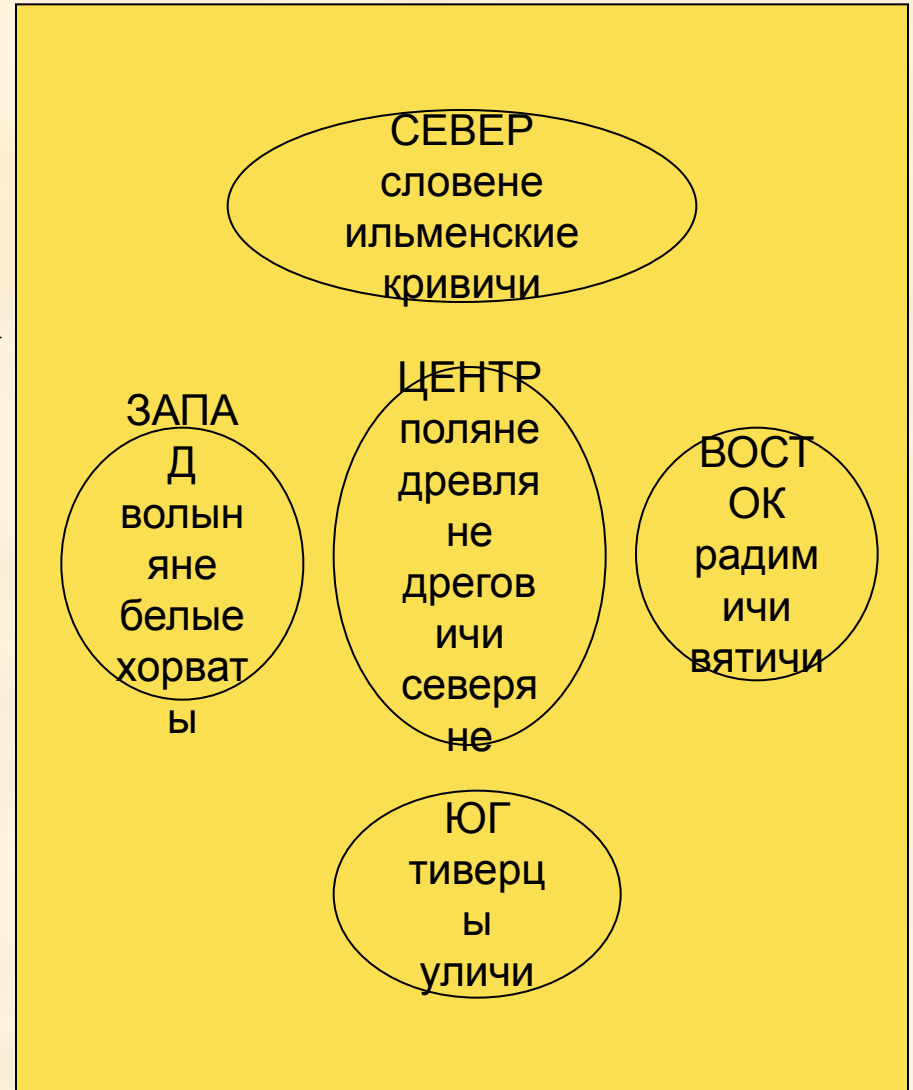 СЕВЕР
словене
ильменские
кривичи
ЗАПА
Д
волын
яне
белые
хорват
ы
ЦЕНТР
поляне
древля
не
дрегов
ичи
северя
не
ВОСТ
ОК
радим
ичи
вятичи
ЮГ
тиверц
ы
уличи